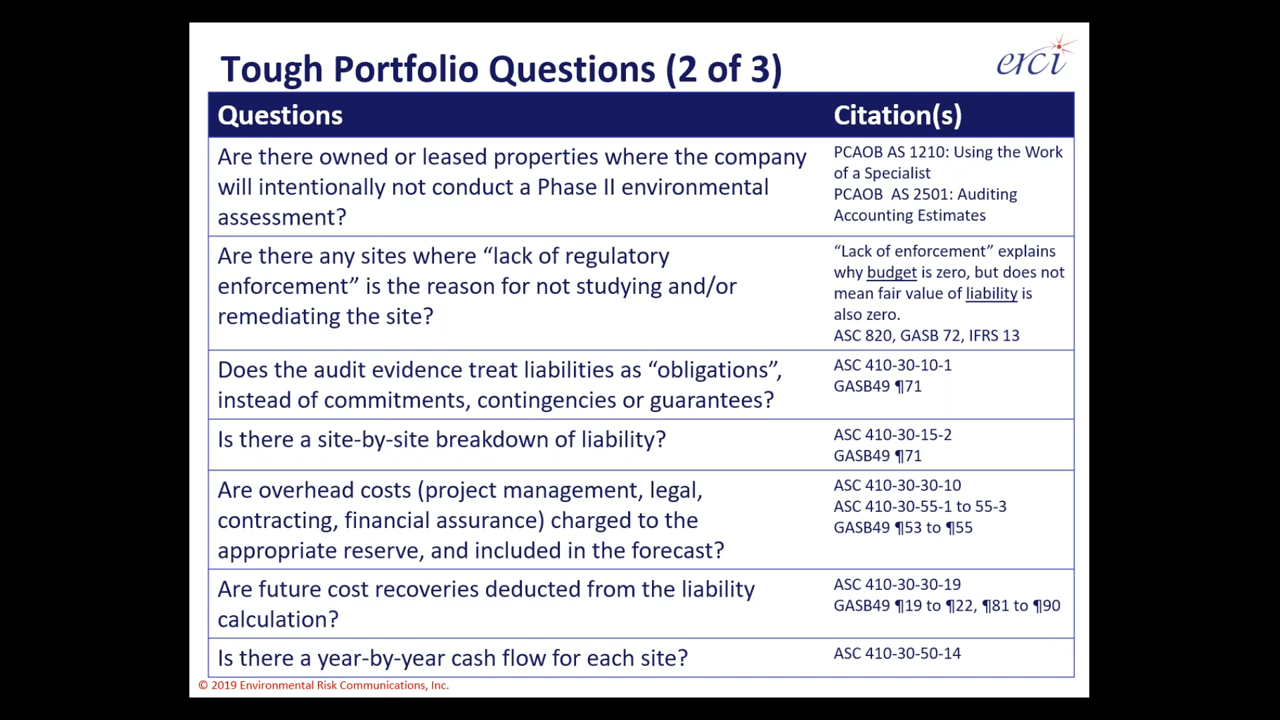 Tough Portfolio Questions (2 of 3)
erci
Questions
Citation(s)
Are there owned or leased properties where the company
will intentionally not conduct a Phase II environmental
assessment?
PCAOB AS 1210: Using the Work
of a Specialist
PCAOB  AS 2501: Auditing
Accounting Estimates
Are there any sites where “lack of regulatory
enforcement” is the reason for not studying and/or
remediating the site?
“Lack of enforcement” explains
why budget is zero, but does not
mean fair value of liability is
also zero.
ASC 820, GASB 72, IFRS 13
Does the audit evidence treat liabilities as “obligations”,
instead of commitments, contingencies or guarantees?
ASC 410-30-10-1
GASB49 ¶71
Is there a site-by-site breakdown of liability?
ASC 410-30-15-2
GASB49 ¶71
Are overhead costs (project management, legal,
contracting, financial assurance) charged to the
appropriate reserve, and included in the forecast?
ASC 410-30-30-10
ASC 410-30-55-1 to 55-3
GASB49 ¶53 to ¶55
Are future cost recoveries deducted from the liability
calculation?
ASC 410-30-30-19
GASB49 ¶19 to ¶22, ¶81 to ¶90
Is there a year-by-year cash flow for each site?
ASC 410-30-50-14
© 2019 Environmental Risk Communications, Inc.